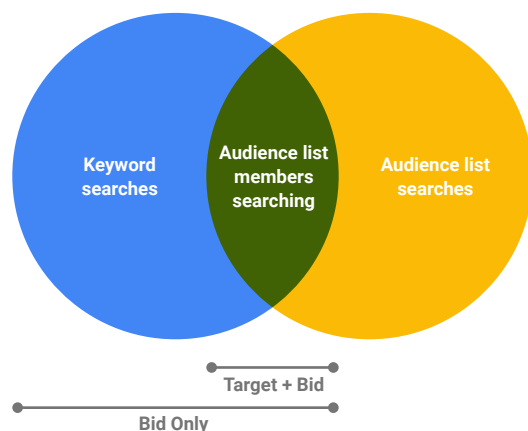 Keyword
searches
Audience list
members
searching
Audience list
searches
Target + Bid
Bid Only